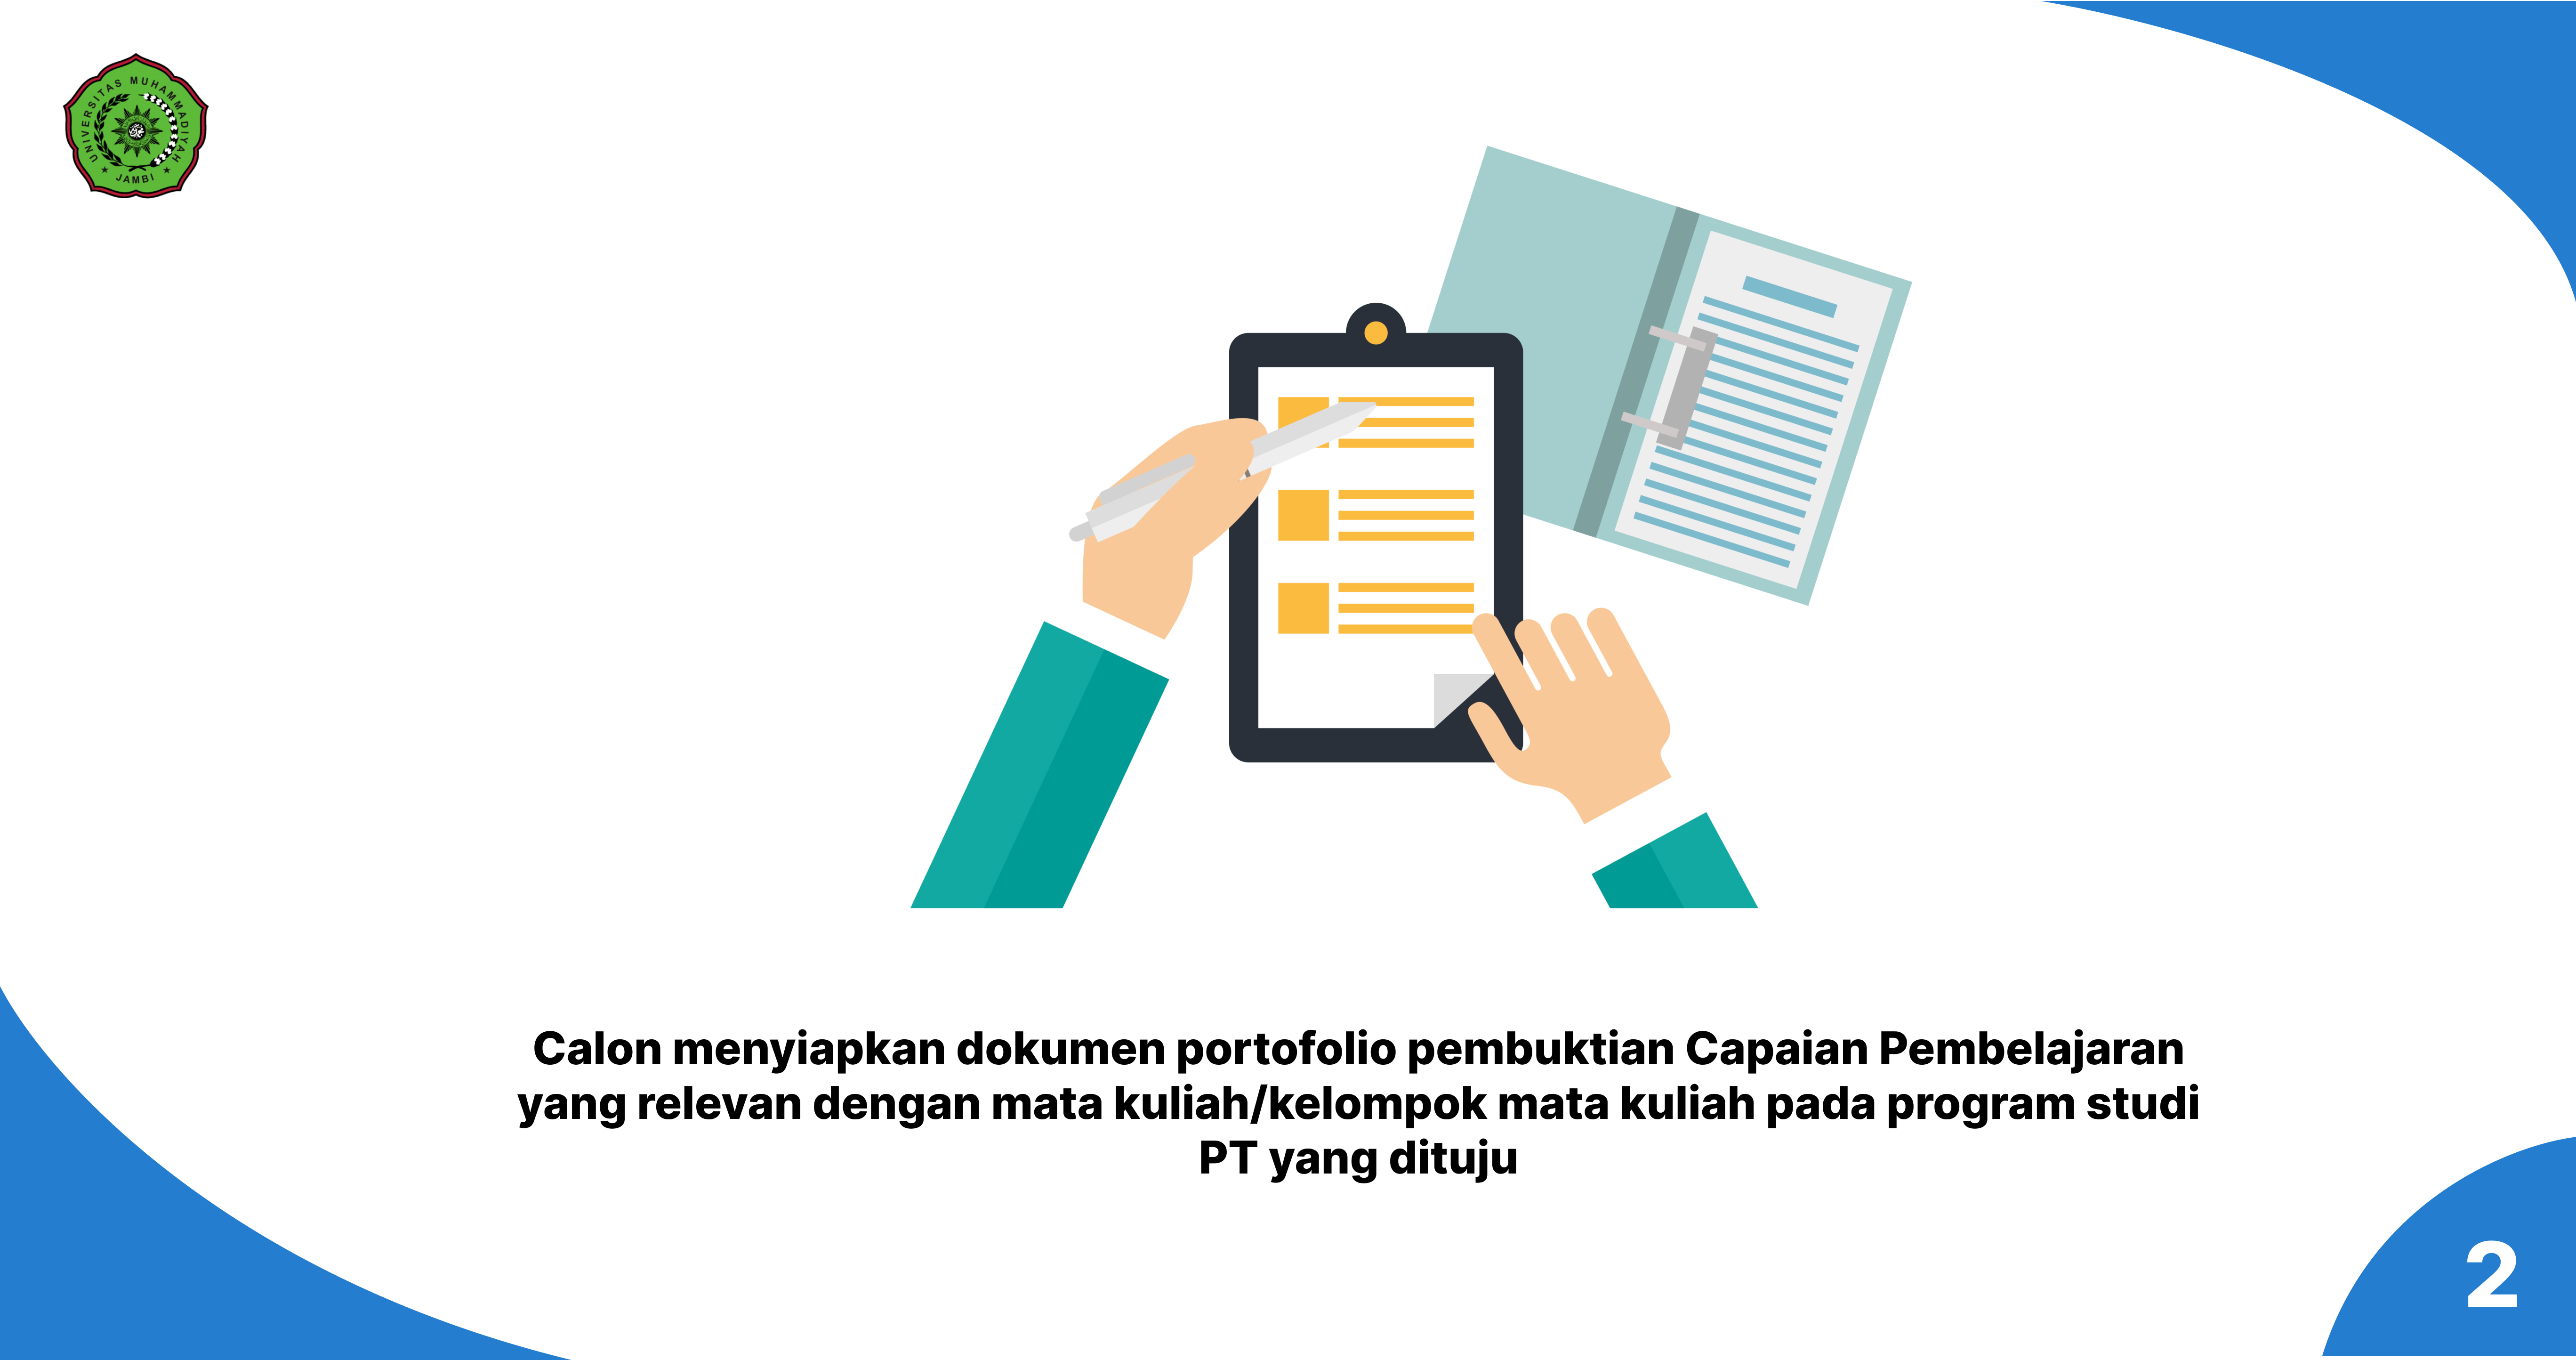 UNIVERSITAS MUHAMMADIYAH
JAMBI
Calon menyiapkan dokumen portofolio pembuktian Capaian Pembelajaran
yang relevan dengan mata kuliah/kelompok mata kuliah pada program studi
PT yang dituju
2